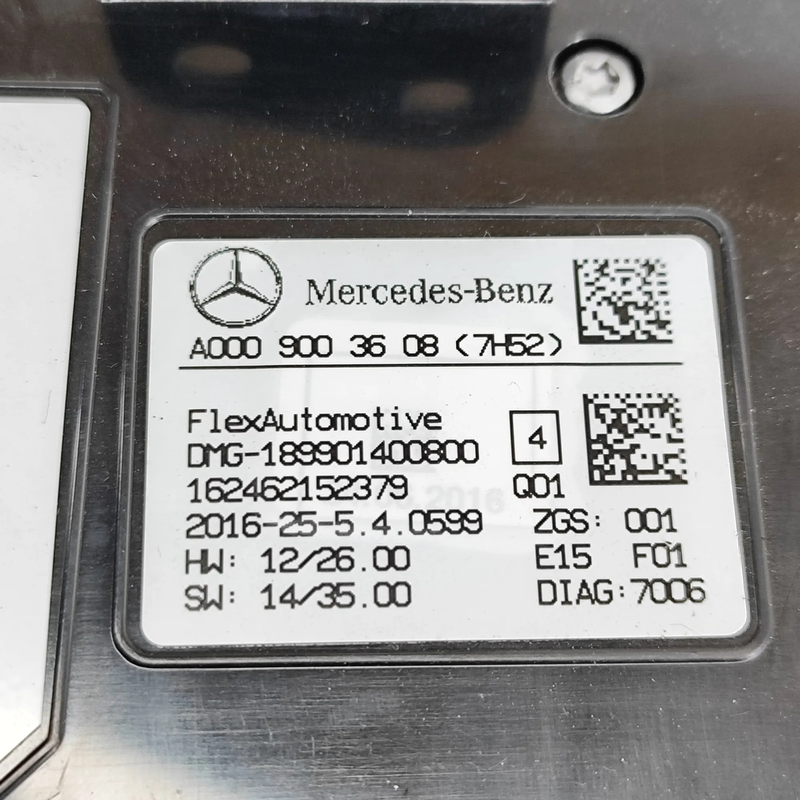 Mercedes-Benz
A000 900 36 08 (7H52)
FlexAutomotive
4
DMG-189901400800
162462152379 Q01
2016-25-5.4.0599 ZGS: 001
HW: 12/26.00 E15 F01
SW: 14/35.00 DIAG:7006